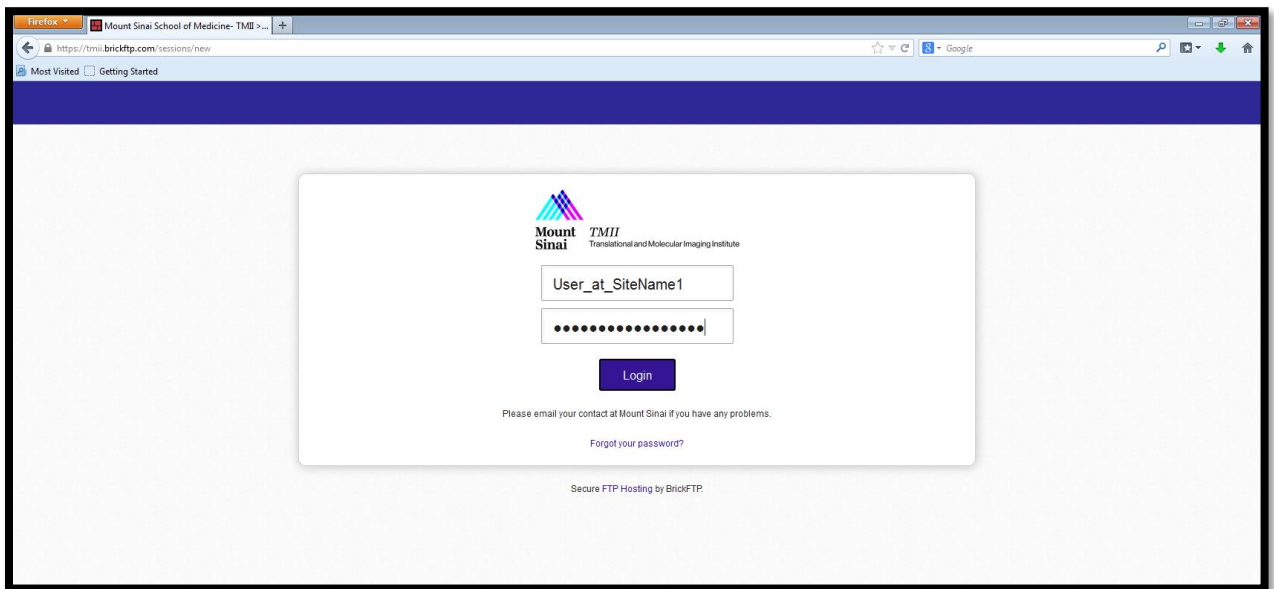 Firefox
Mount Sinai School of Medicine- TMII >...
+
https://tmii.brickftp.com/sessions/new
8
Google
Most Visited
Getting Started
Mount Sinai
TMII
Translational and Molecular Imaging Institute
User_at_SiteName1
●●●●●●●●●●●●●●●●●
Login
Please email your contact at Mount Sinai if you have any problems.
Forgot your password?
Secure FTP Hosting by BrickFTP.